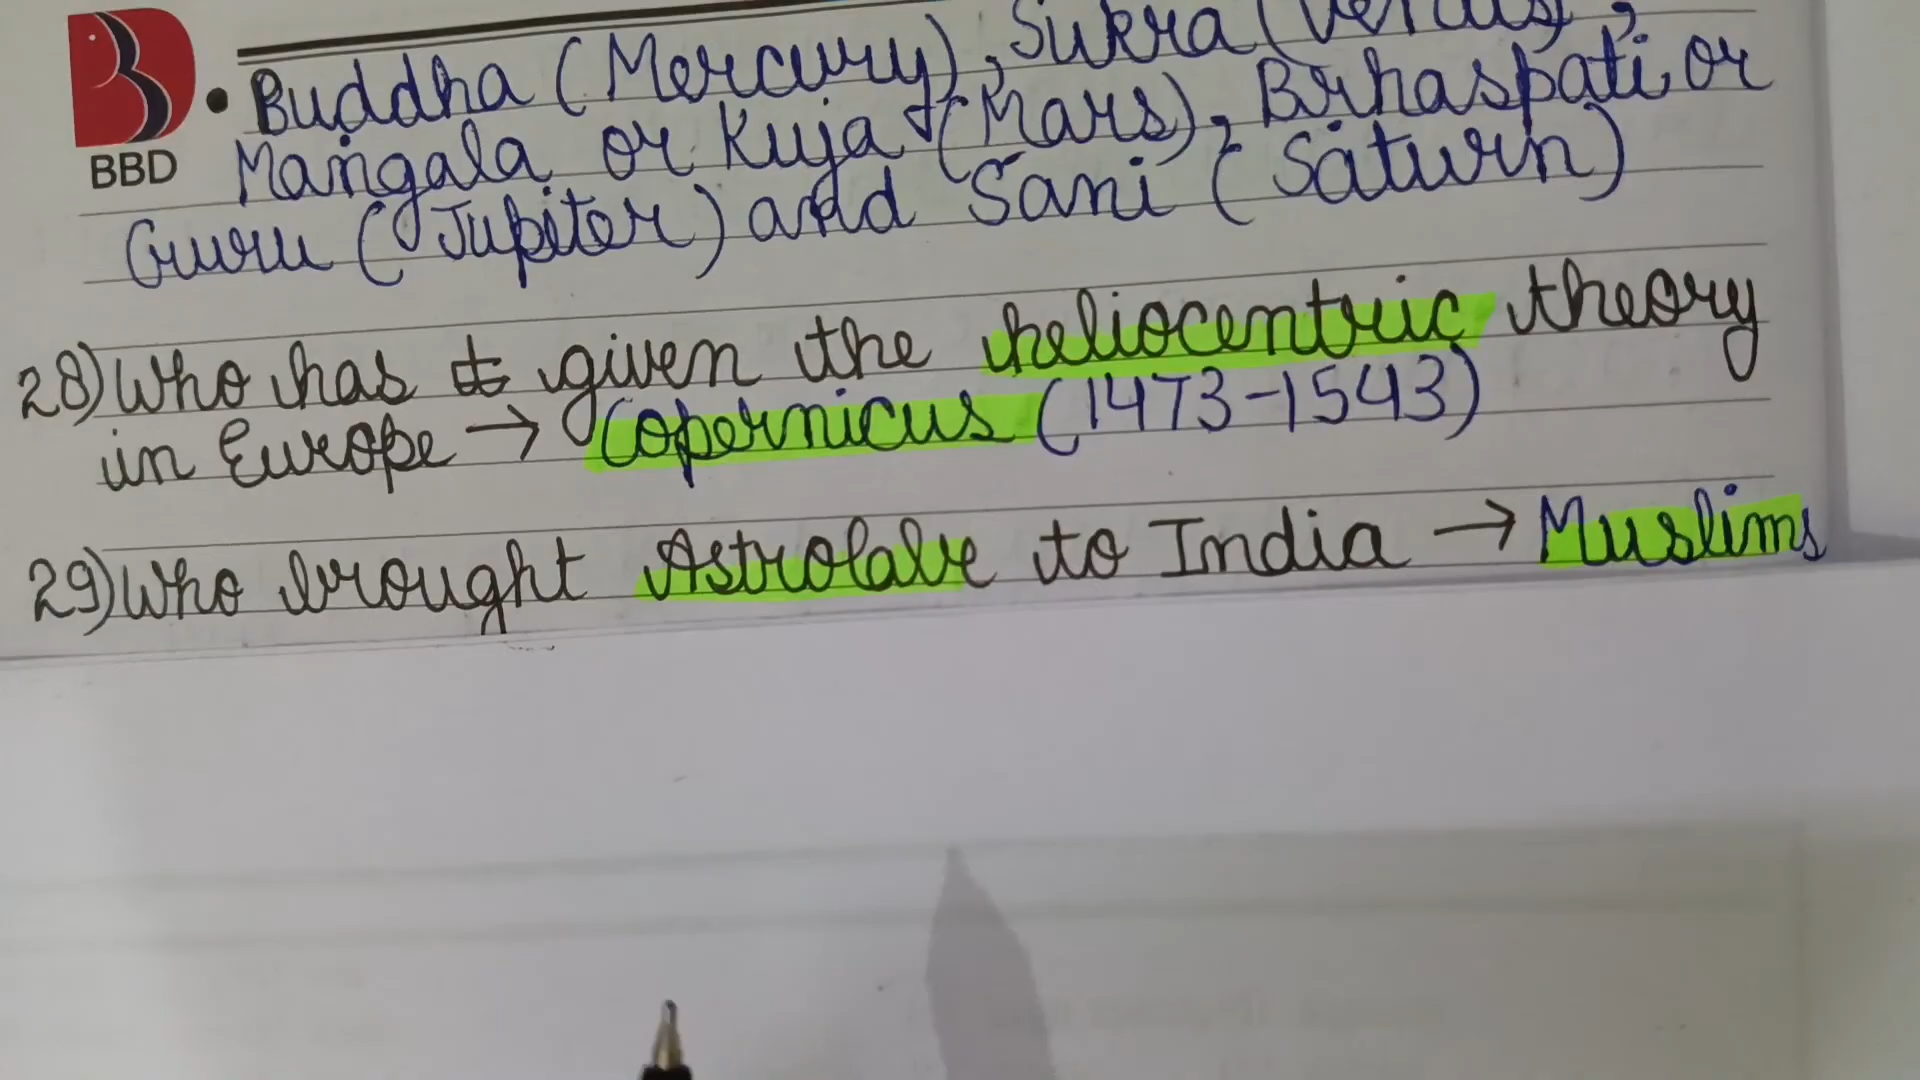 BBD
• Buddha (Mercury), Sukra (Venus),
Mangala or Kuja (Mars), Brhaspati or
Guru (Jupiter) and Sani (Saturn)
28) Who has given the heliocentric theory
in Europe → Copernicus (1473-1543)
29) Who brought Astrolabe to India → Muslims